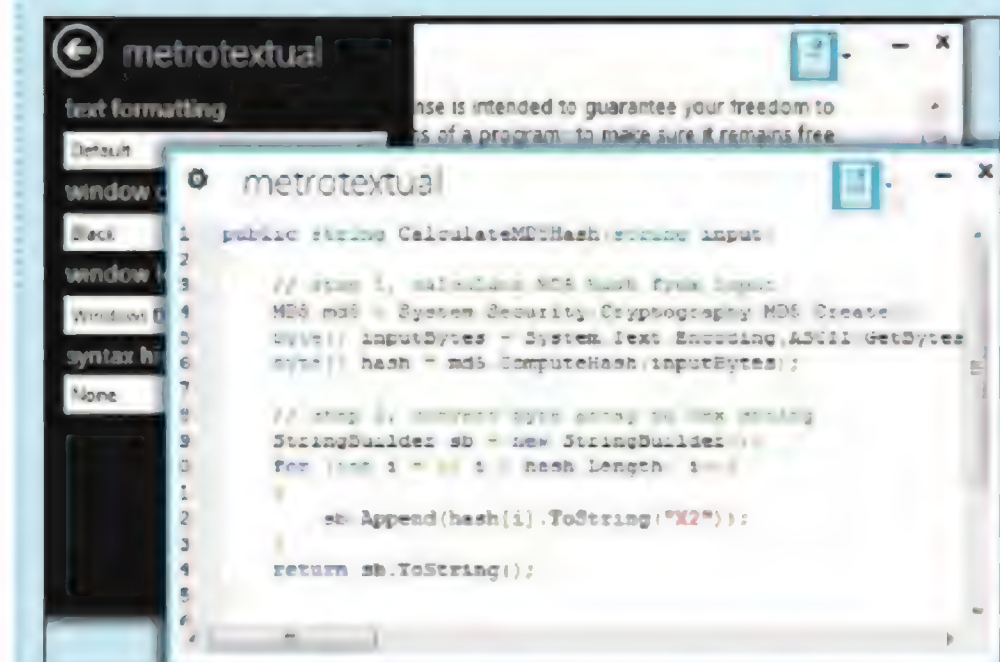 metrotextual
text formatting
nse is intended to guarantee your freedom to
s of a program to make sure it remains free
Default
metrotextual
window c
Black
window l
Windows D
syntax hi
None
1 public string CalculateMD5Hash(string input)
2
3 // step 1, calculate MD5 hash from input
4 MD5 md5 = System Security Cryptography MD5 Create
5 byte[] inputBytes = System.Text Encoding ASCII GetBytes
6 byte[] hash = md5 ComputeHash(inputBytes);
7
8 // step 2, convert byte array to hex string
9 StringBuilder sb = new StringBuilder();
0 for (int i = 0; i < hash Length i++)
1
2 sb Append(hash[i].ToString("X2"));
3
4 return sb.ToString();
5
6